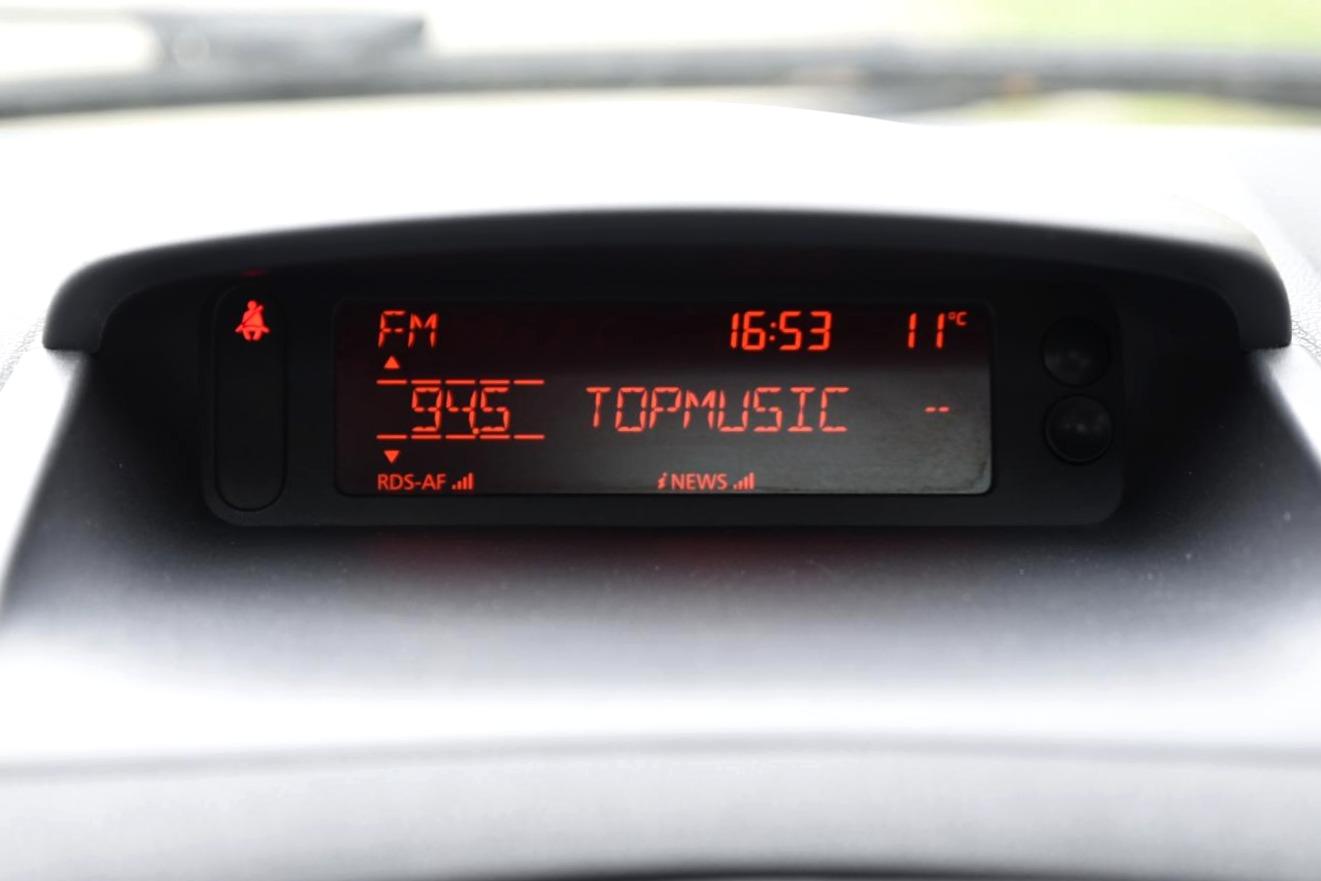 FM 16:53 11°C
94.5 TOPMUSIC --
RDS-AF i NEWS